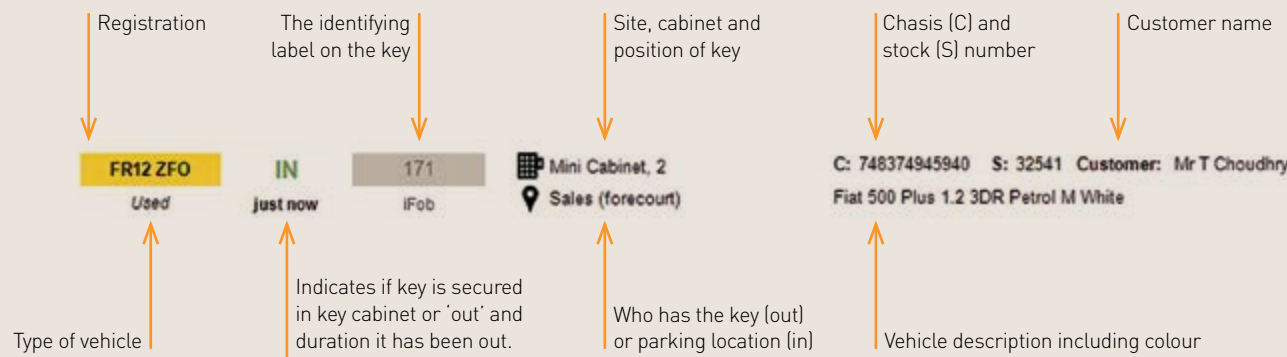 Registration
The identifying
label on the key
Site, cabinet and
position of key
Chasis (C) and
stock (S) number
Customer name
FR12 ZFO
IN
171
Mini Cabinet, 2
C: 748374945940 S: 32541 Customer: Mr T Choudhry
Used
just now
iFob
Sales (forecourt)
Fiat 500 Plus 1.2 3DR Petrol M White
Type of vehicle
Indicates if key is secured
in key cabinet or ‘out’ and
duration it has been out.
Who has the key (out)
or parking location (in)
Vehicle description including colour